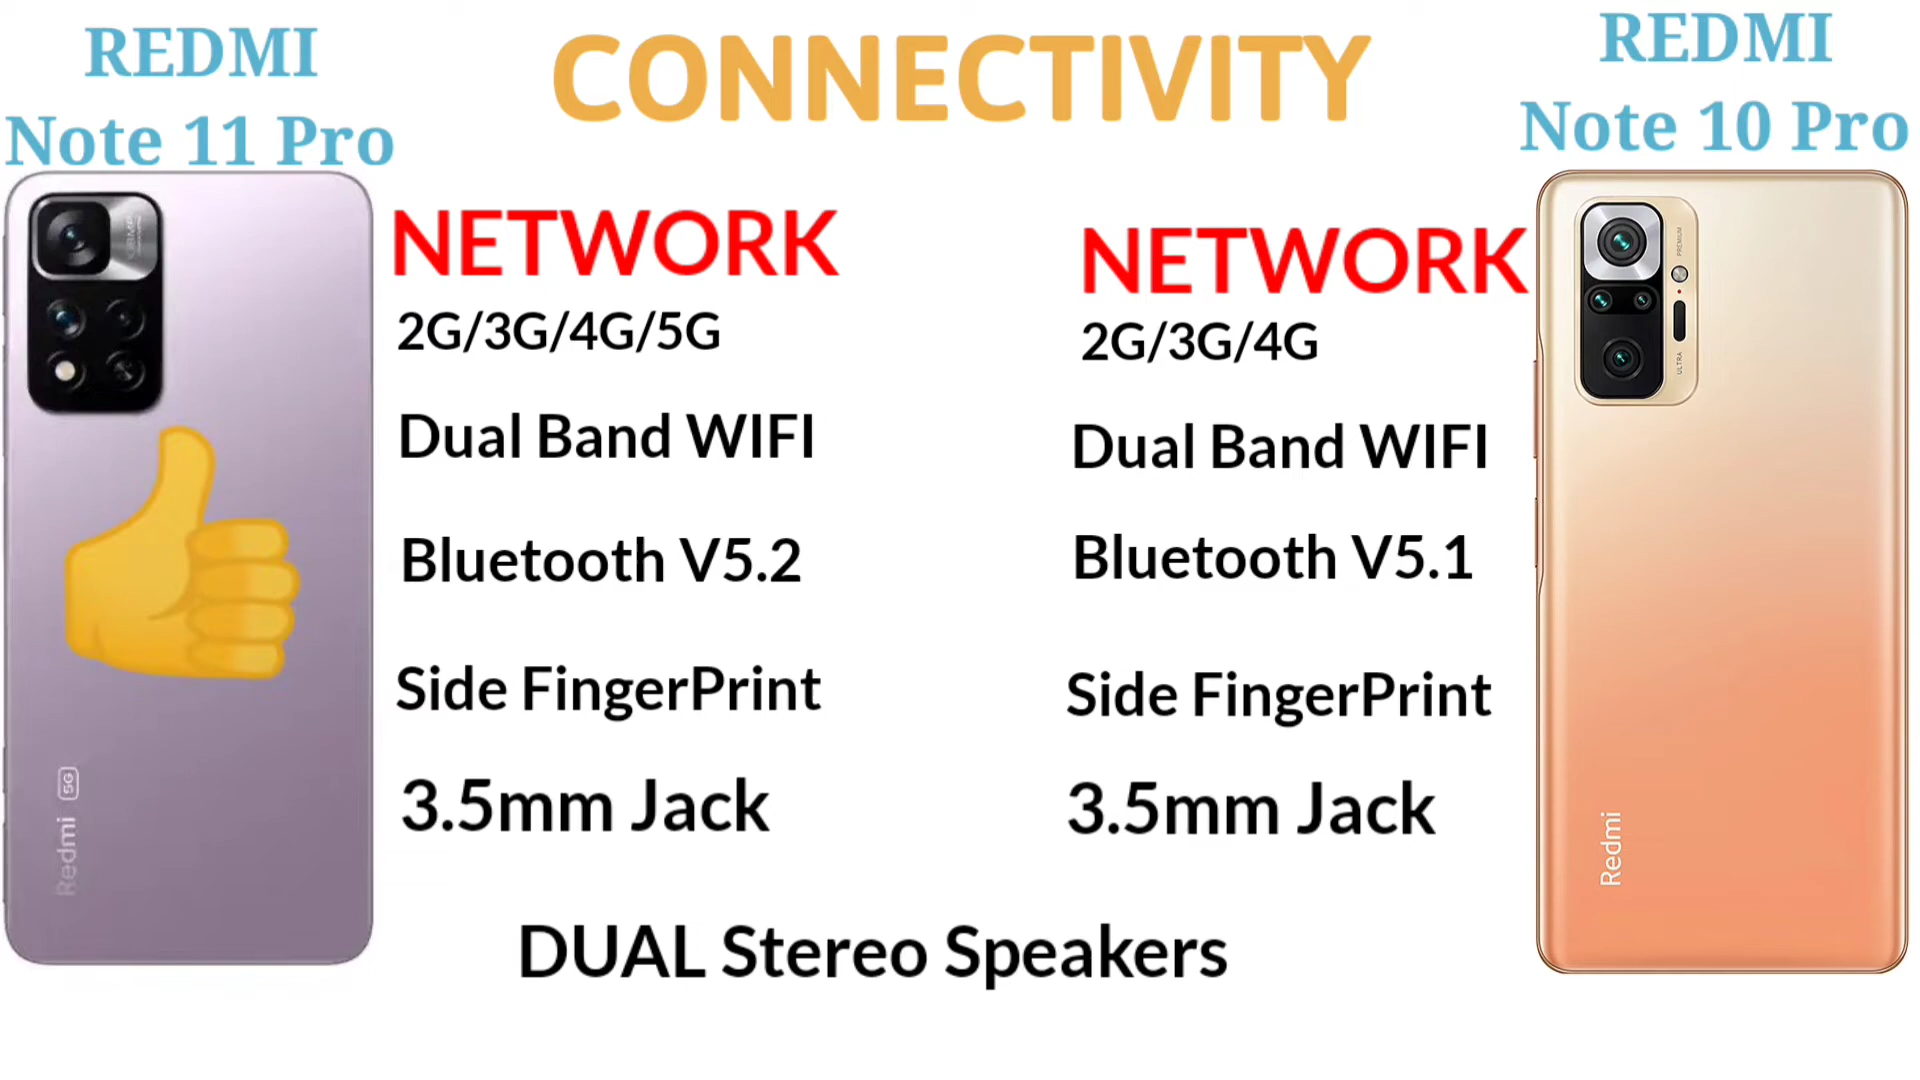 REDMI
Note 11 Pro
CONNECTIVITY
REDMI
Note 10 Pro
NETWORK
2G/3G/4G/5G
Dual Band WIFI
Bluetooth V5.2
Side FingerPrint
3.5mm Jack
NETWORK
2G/3G/4G
Dual Band WIFI
Bluetooth V5.1
Side FingerPrint
3.5mm Jack
DUAL Stereo Speakers
Redmi 5G
PREMIUM
ULTRA
Redmi